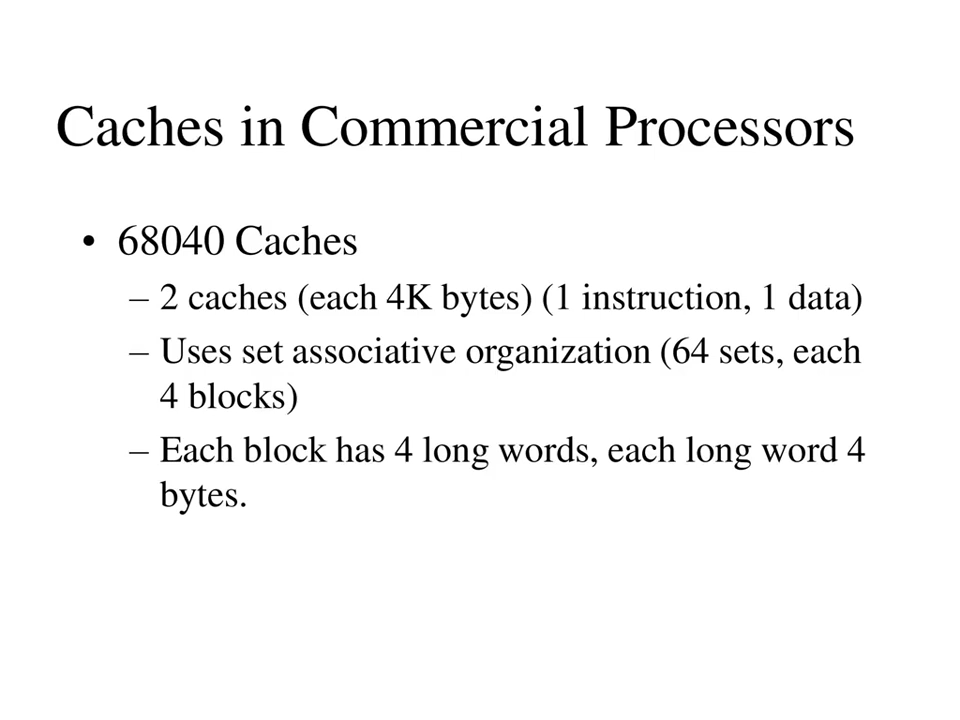 Caches in Commercial Processors
• 68040 Caches
– 2 caches (each 4K bytes) (1 instruction, 1 data)
– Uses set associative organization (64 sets, each
4 blocks)
– Each block has 4 long words, each long word 4
bytes.